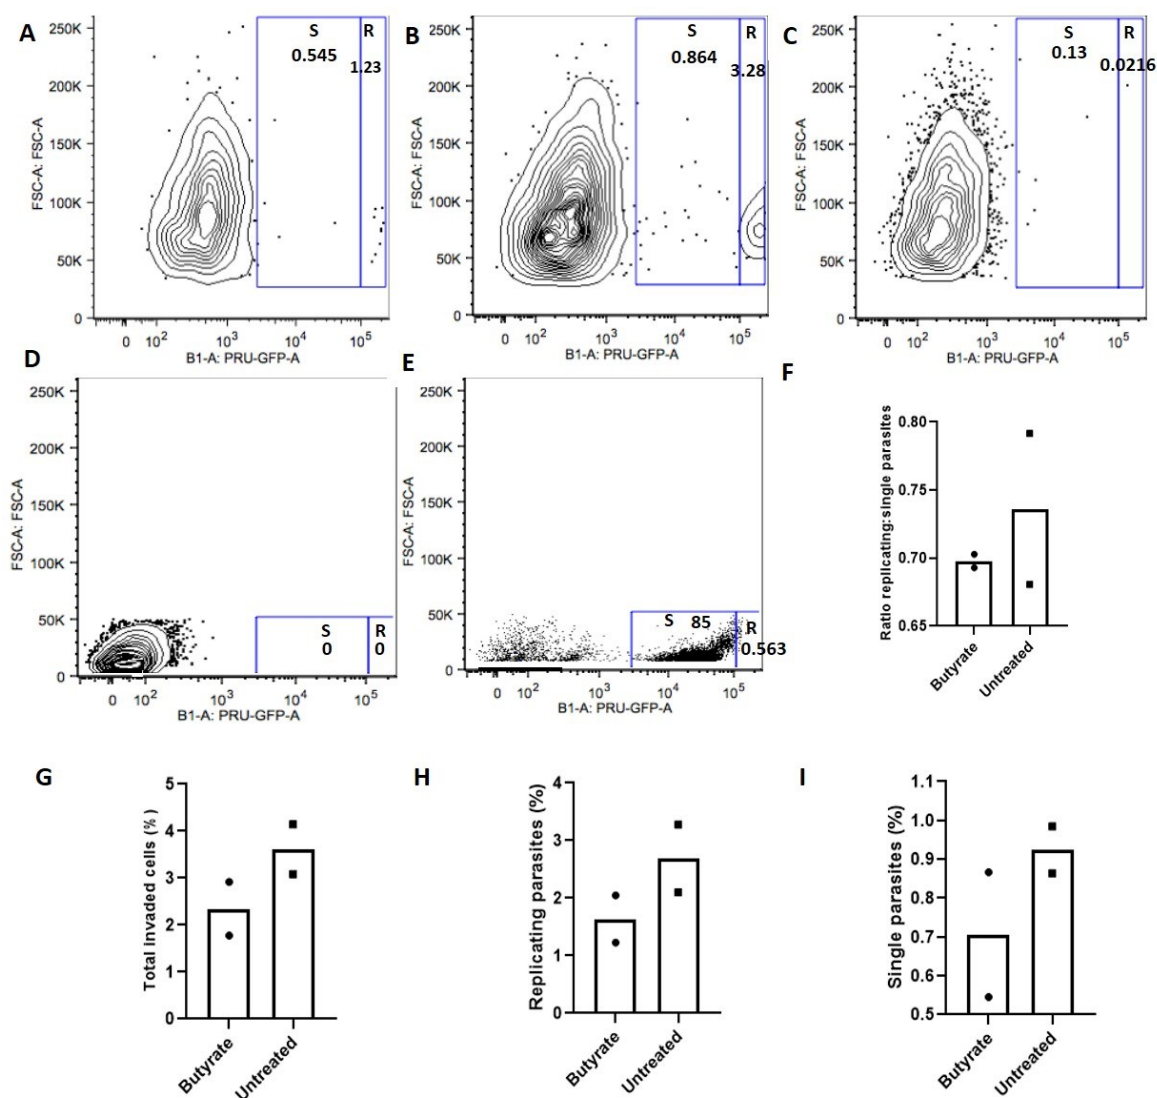 A
250K
200K
150K
100K
50K
0
FSC-A: FSC-A
S
0.545
R
1.23
0 10² 10³ 10⁴ 10⁵
B1-A: PRU-GFP-A
B
250K
200K
150K
100K
50K
0
FSC-A: FSC-A
S
0.864
R
3.28
0 10² 10³ 10⁴ 10⁵
B1-A: PRU-GFP-A
C
250K
200K
150K
100K
50K
0
FSC-A: FSC-A
S
0.13
R
0.0216
0 10² 10³ 10⁴ 10⁵
B1-A: PRU-GFP-A
D
250K
200K
150K
100K
50K
0
FSC-A: FSC-A
S
0
R
0
0 10² 10³ 10⁴ 10⁵
B1-A: PRU-GFP-A
E
250K
200K
150K
100K
50K
0
FSC-A: FSC-A
S 85
R
0.563
0 10² 10³ 10⁴ 10⁵
B1-A: PRU-GFP-A
F
Ratio replicating:single parasites
0.80
0.75
0.70
0.65
Butyrate
Untreated
G
Total invaded cells (%)
5
4
3
2
1
0
Butyrate
Untreated
H
Replicating parasites (%)
4
3
2
1
0
Butyrate
Untreated
I
Single parasites (%)
1.1
1.0
0.9
0.8
0.7
0.6
0.5
Butyrate
Untreated